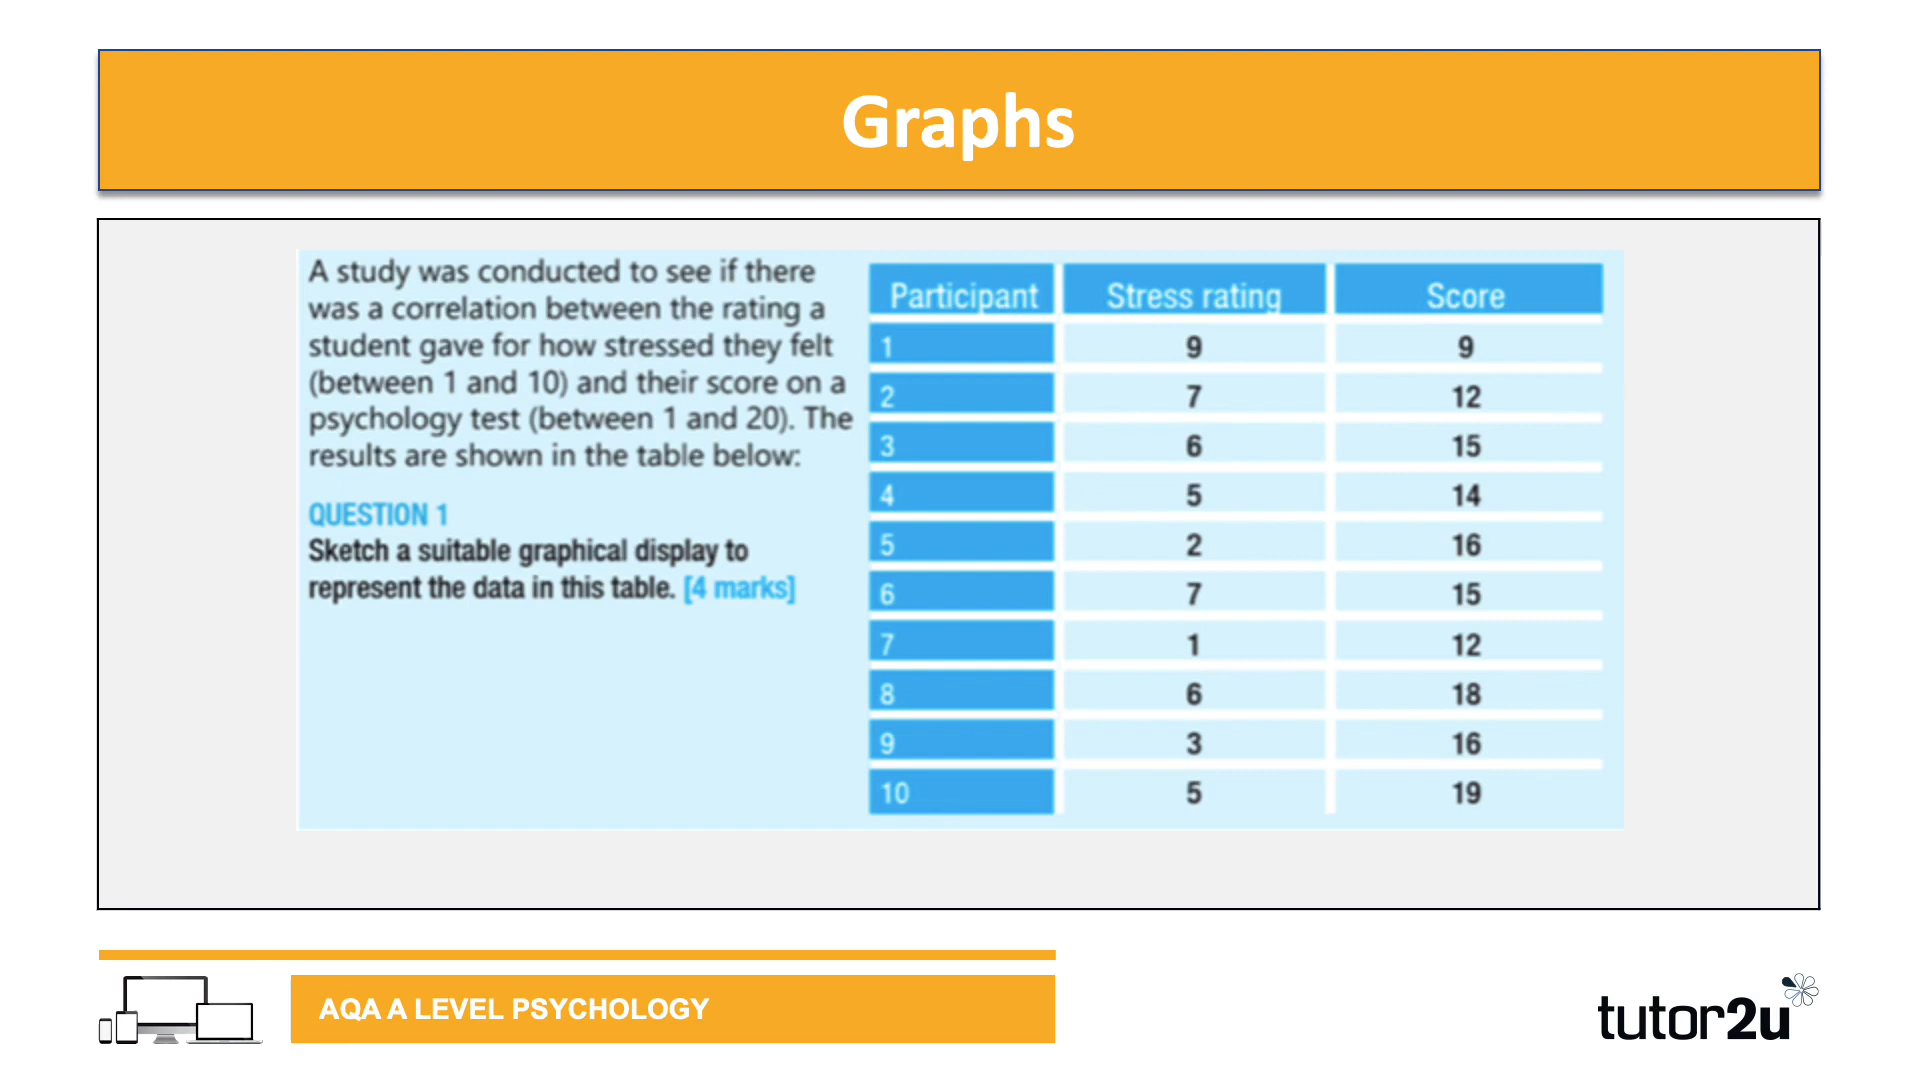 Graphs
A study was conducted to see if there
was a correlation between the rating a
student gave for how stressed they felt
(between 1 and 10) and their score on a
psychology test (between 1 and 20). The
results are shown in the table below:
QUESTION 1
Sketch a suitable graphical display to
represent the data in this table. [4 marks]
Participant Stress rating Score
1 9 9
2 7 12
3 6 15
4 5 14
5 2 16
6 7 15
7 1 12
8 6 18
9 3 16
10 5 19
AQA A LEVEL PSYCHOLOGY
tutor2u